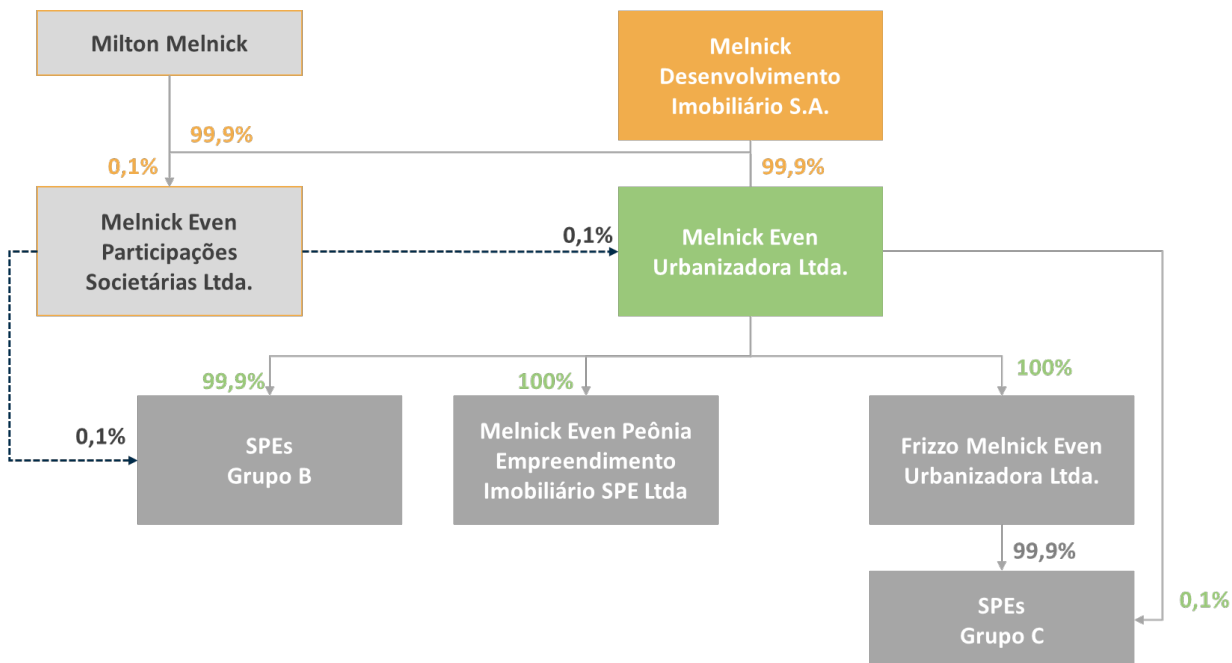 Milton Melnick
Melnick
Desenvolvimento
Imobiliário S.A.
99,9%
0,1%
99,9%
Melnick Even
Participações
Societárias Ltda.
0,1%
Melnick Even
Urbanizadora Ltda.
99,9%
100%
100%
0,1%
SPEs
Grupo B
Melnick Even Peônia
Empreendimento
Imobiliário SPE Ltda
Frizzo Melnick Even
Urbanizadora Ltda.
99,9%
0,1%
SPEs
Grupo C